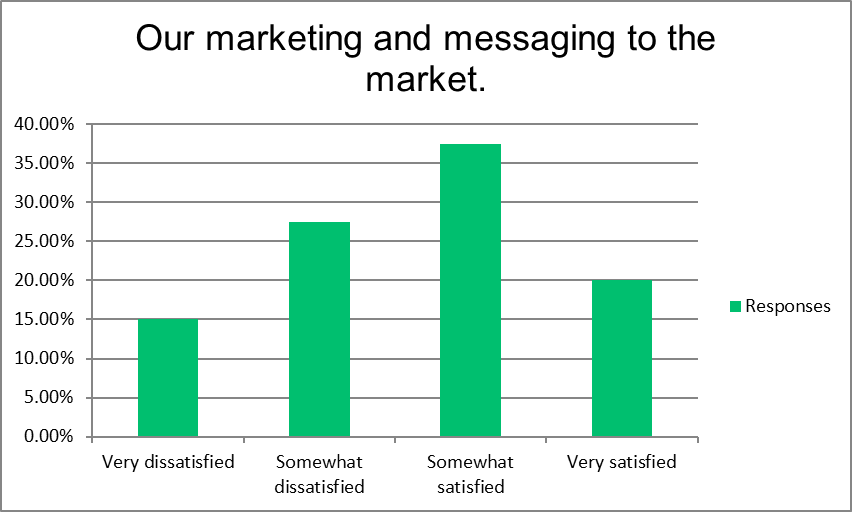 Our marketing and messaging to the
market.
40.00%
35.00%
30.00%
25.00%
20.00%
15.00%
10.00%
5.00%
0.00%
Very dissatisfied
Somewhat
dissatisfied
Somewhat
satisfied
Very satisfied
Responses